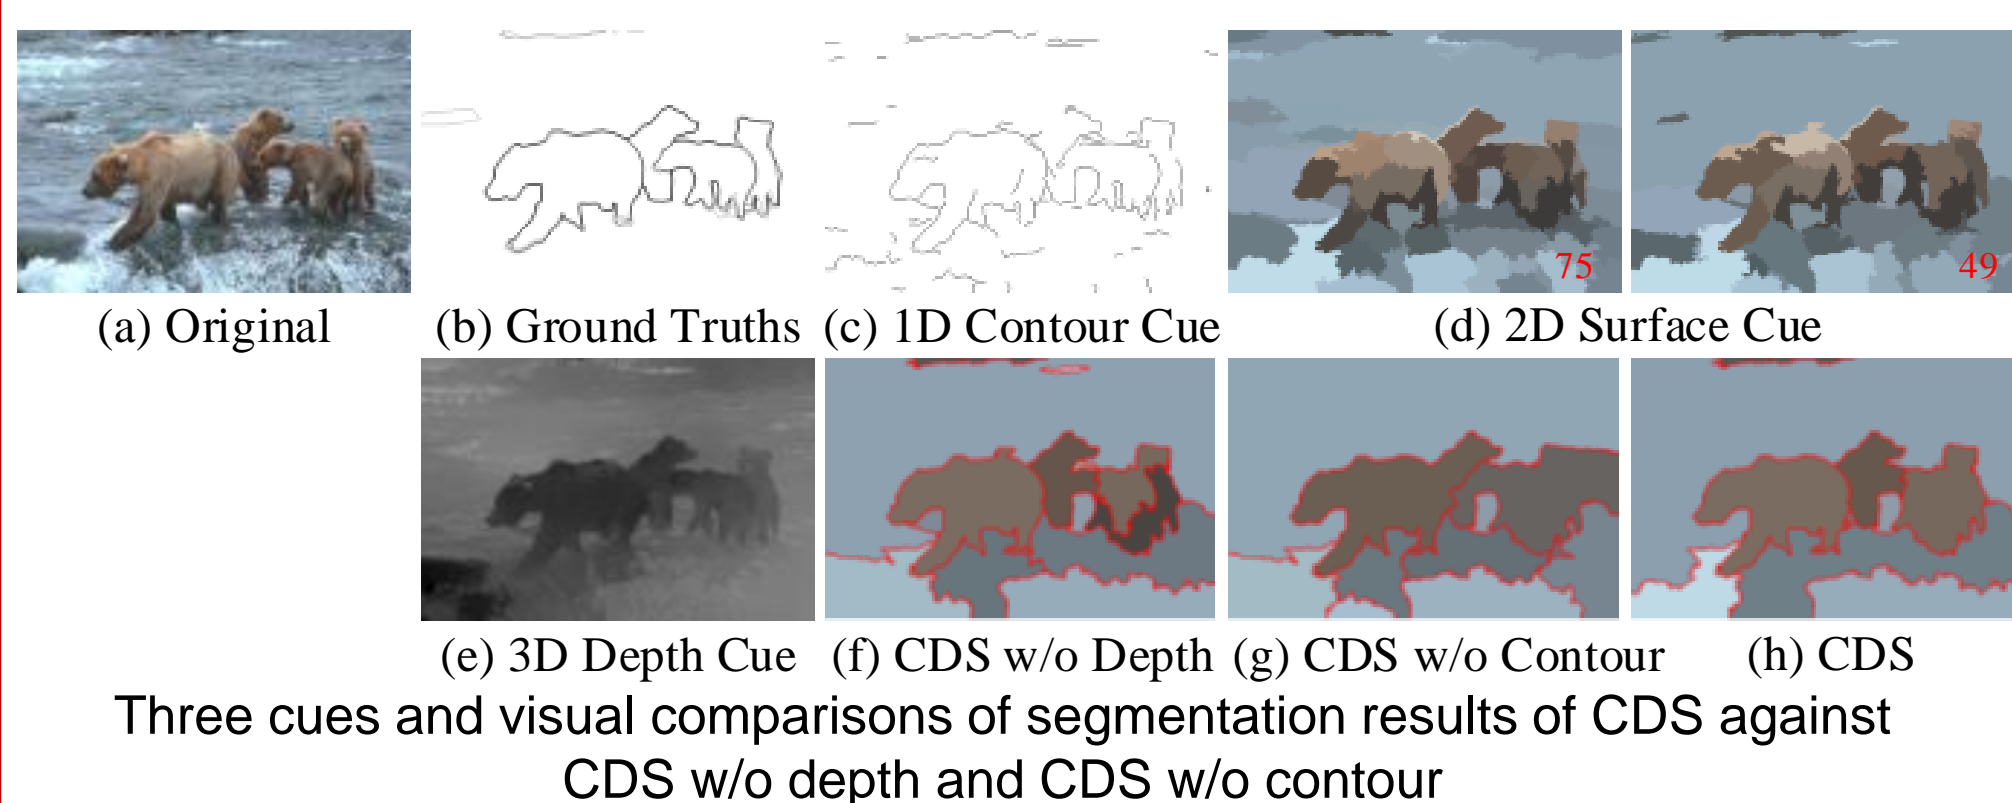 75
49
(a) Original
(b) Ground Truths
(c) 1D Contour Cue
(d) 2D Surface Cue
(e) 3D Depth Cue
(f) CDS w/o Depth
(g) CDS w/o Contour
(h) CDS
Three cues and visual comparisons of segmentation results of CDS against
CDS w/o depth and CDS w/o contour